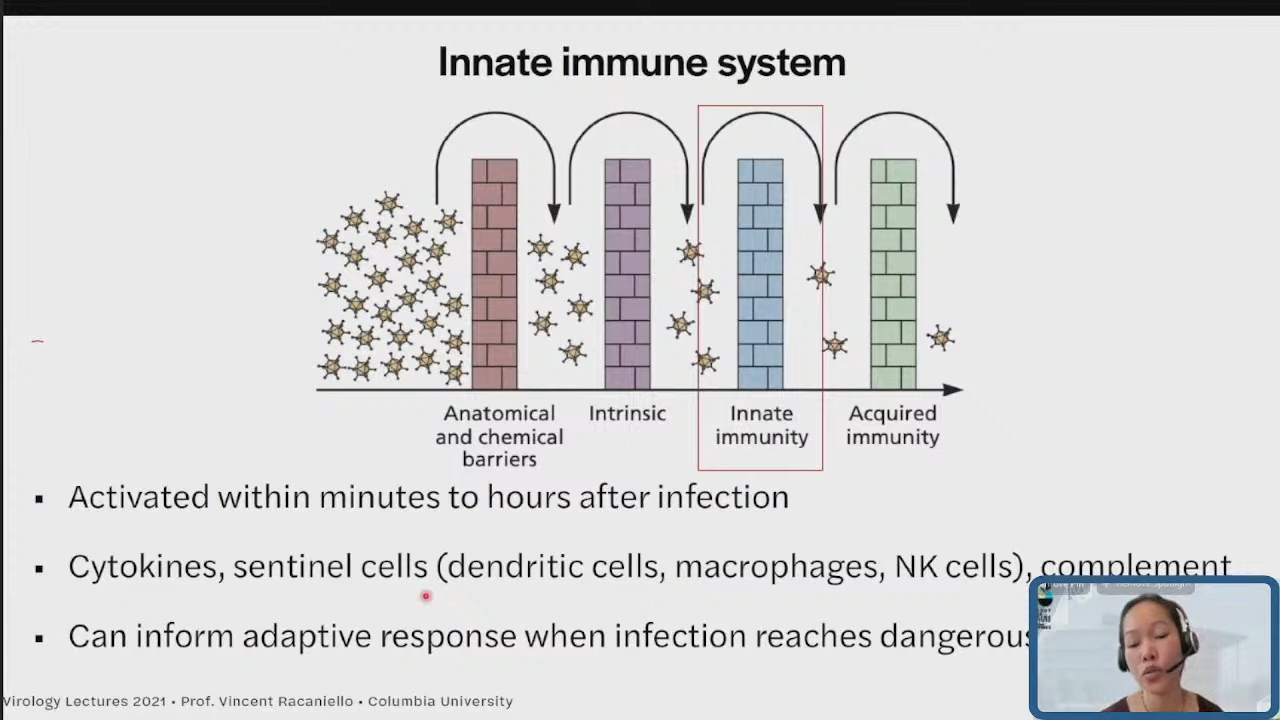 Innate immune system
Anatomical and chemical barriers
Intrinsic
Innate immunity
Acquired immunity
▪ Activated within minutes to hours after infection
▪ Cytokines, sentinel cells (dendritic cells, macrophages, NK cells), complement
▪ Can inform adaptive response when infection reaches dangerous
Virology Lectures 2021 • Prof. Vincent Racaniello • Columbia University